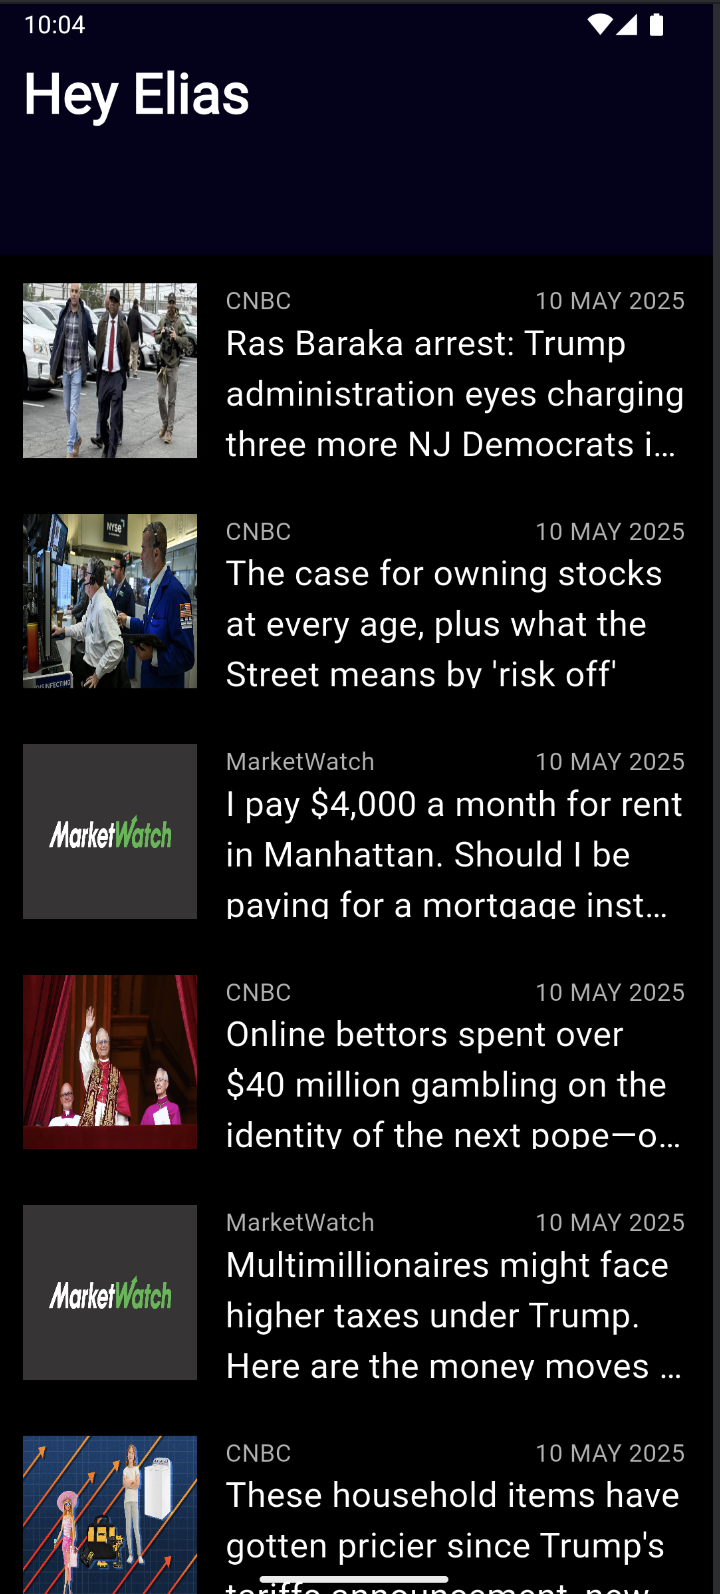 10:04
Hey Elias
CNBC 10 MAY 2025
Ras Baraka arrest: Trump
administration eyes charging
three more NJ Democrats i…
NYSE
CNBC 10 MAY 2025
The case for owning stocks
at every age, plus what the
Street means by 'risk off'
MarketWatch
MarketWatch 10 MAY 2025
I pay $4,000 a month for rent
in Manhattan. Should I be
paying for a mortgage inst…
CNBC 10 MAY 2025
Online bettors spent over
$40 million gambling on the
identity of the next pope—o…
MarketWatch
MarketWatch 10 MAY 2025
Multimillionaires might face
higher taxes under Trump.
Here are the money moves …
CNBC 10 MAY 2025
These household items have
gotten pricier since Trump's
tariffs announcement, new